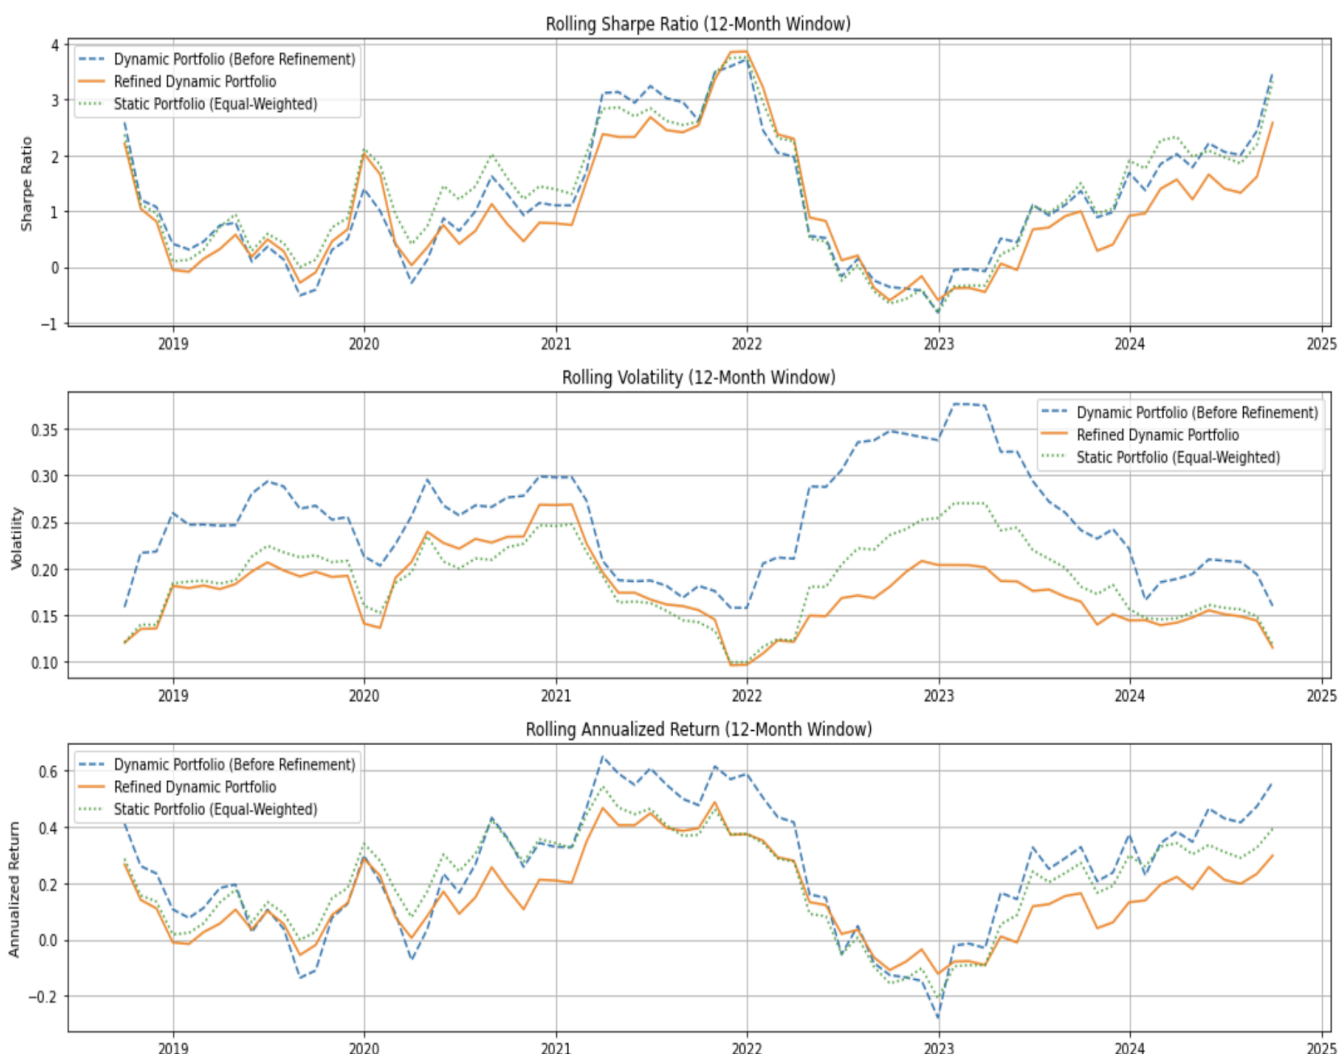 Rolling Sharpe Ratio (12-Month Window)
4
3
2
1
0
−1
Sharpe Ratio
Dynamic Portfolio (Before Refinement)
Refined Dynamic Portfolio
Static Portfolio (Equal-Weighted)
2019 2020 2021 2022 2023 2024 2025
Rolling Volatility (12-Month Window)
0.35
0.30
0.25
0.20
0.15
0.10
Volatility
Dynamic Portfolio (Before Refinement)
Refined Dynamic Portfolio
Static Portfolio (Equal-Weighted)
2019 2020 2021 2022 2023 2024 2025
Rolling Annualized Return (12-Month Window)
0.6
0.4
0.2
0.0
−0.2
Annualized Return
Dynamic Portfolio (Before Refinement)
Refined Dynamic Portfolio
Static Portfolio (Equal-Weighted)
2019 2020 2021 2022 2023 2024 2025